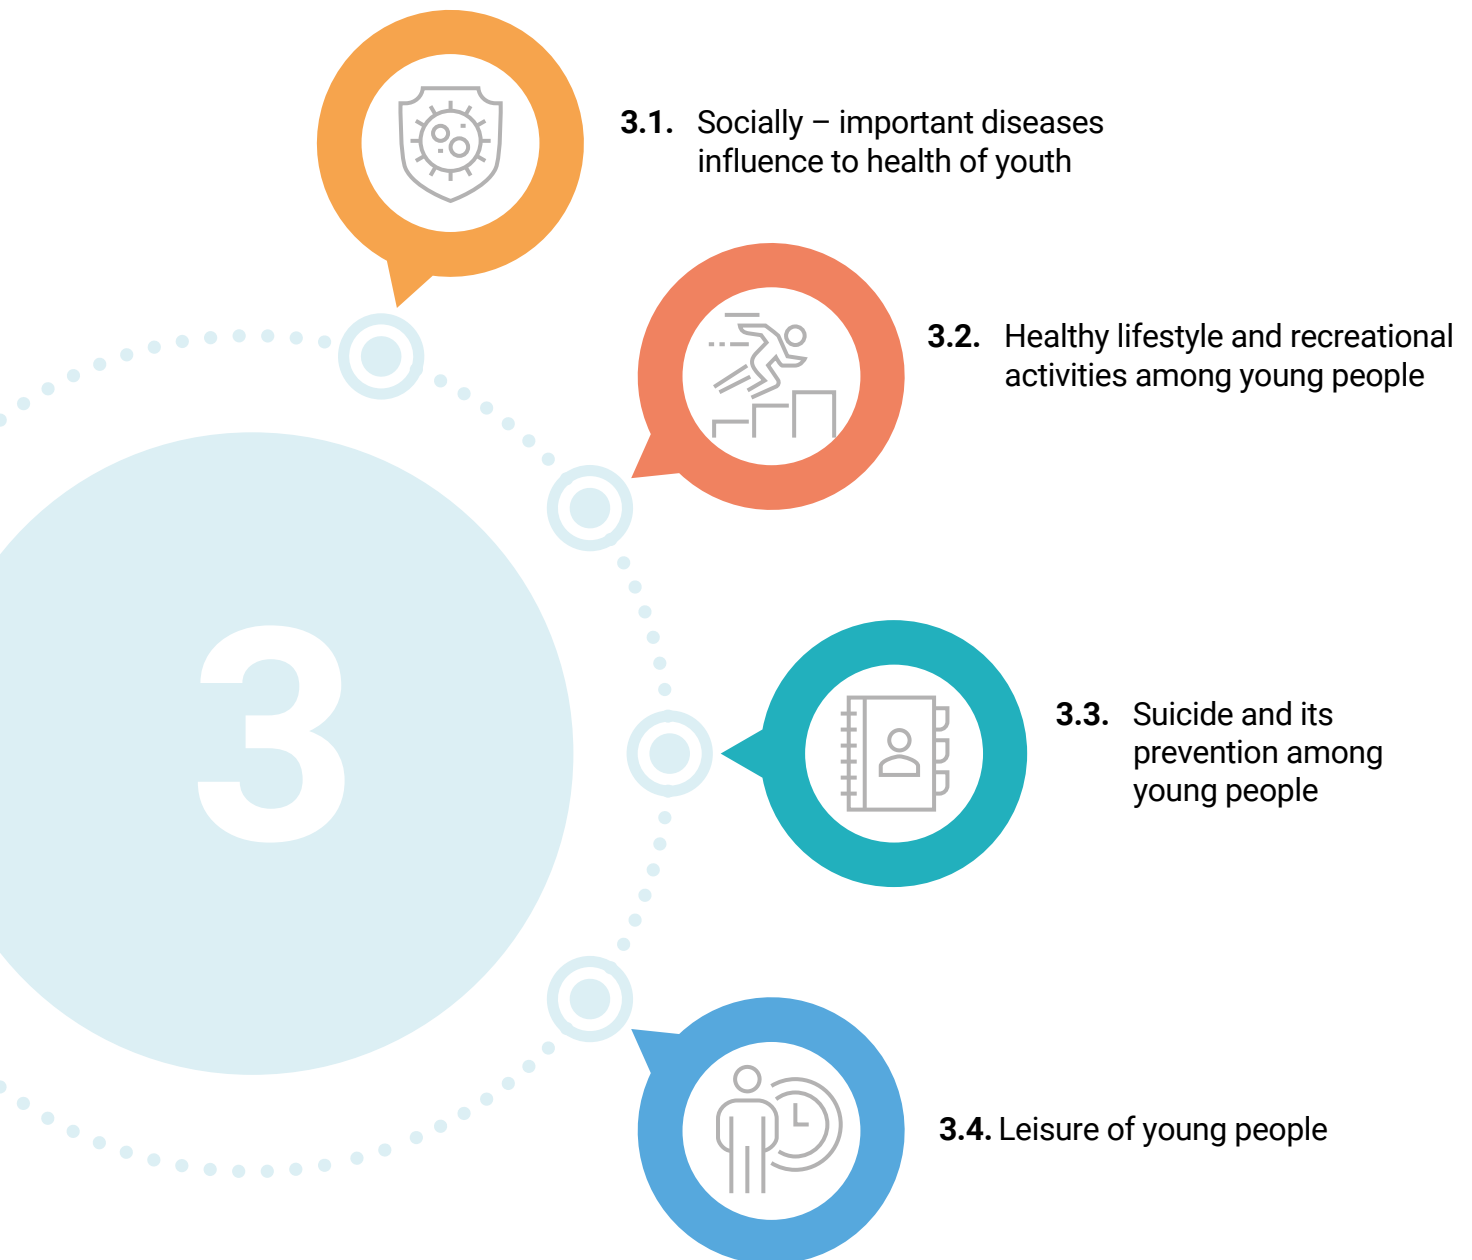 3.1. Socially – important diseases
influence to health of youth
3.2. Healthy lifestyle and recreational
activities among young people
3
3.3. Suicide and its
prevention among
young people
3.4. Leisure of young people